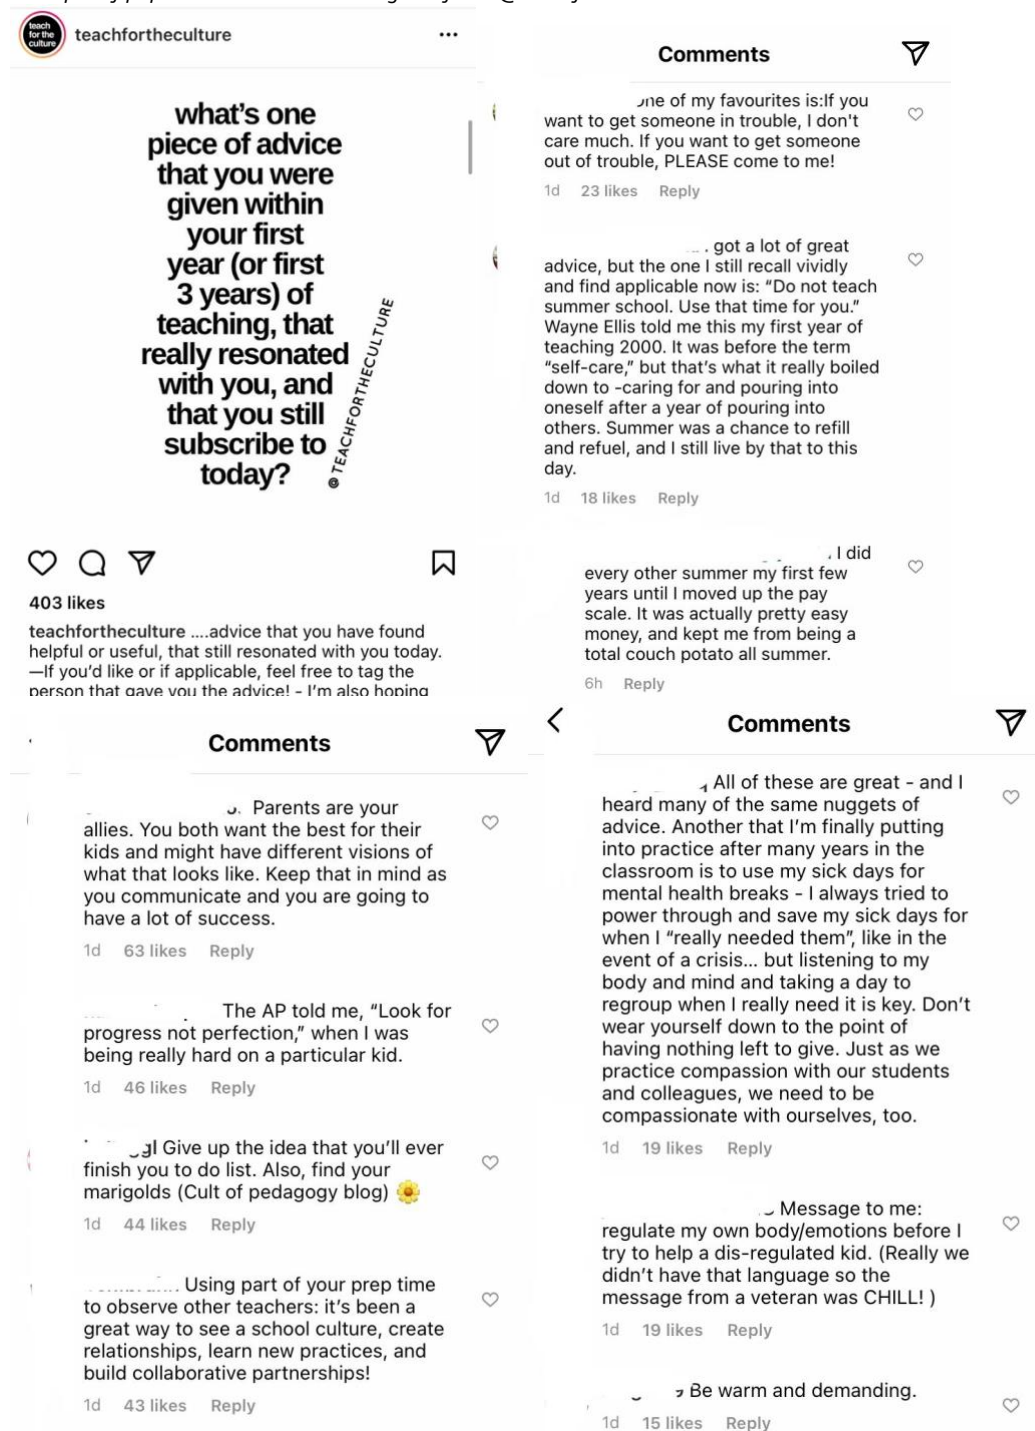 teach
for the
culture
teachfortheculture
what's one
piece of advice
that you were
given within
your first
year (or first
3 years) of
teaching, that
really resonated
with you, and
that you still
subscribe to
today?
@TEACHFORTHECULTURE
403 likes
teachfortheculture ....advice that you have found
helpful or useful, that still resonated with you today.
—If you'd like or if applicable, feel free to tag the
person that gave you the advice! - I'm also hoping
Comments
one of my favourites is:If you
want to get someone in trouble, I don't
care much. If you want to get someone
out of trouble, PLEASE come to me!
1d 23 likes Reply
got a lot of great
advice, but the one I still recall vividly
and find applicable now is: “Do not teach
summer school. Use that time for you.”
Wayne Ellis told me this my first year of
teaching 2000. It was before the term
“self-care,” but that's what it really boiled
down to -caring for and pouring into
oneself after a year of pouring into
others. Summer was a chance to refill
and refuel, and I still live by that to this
day.
1d 18 likes Reply
I did
every other summer my first few
years until I moved up the pay
scale. It was actually pretty easy
money, and kept me from being a
total couch potato all summer.
6h Reply
Comments
Parents are your
allies. You both want the best for their
kids and might have different visions of
what that looks like. Keep that in mind as
you communicate and you are going to
have a lot of success.
1d 63 likes Reply
The AP told me, “Look for
progress not perfection,” when I was
being really hard on a particular kid.
1d 46 likes Reply
Give up the idea that you'll ever
finish you to do list. Also, find your
marigolds (Cult of pedagogy blog) 🌼
1d 44 likes Reply
Using part of your prep time
to observe other teachers: it's been a
great way to see a school culture, create
relationships, learn new practices, and
build collaborative partnerships!
1d 43 likes Reply
Comments
All of these are great - and I
heard many of the same nuggets of
advice. Another that I'm finally putting
into practice after many years in the
classroom is to use my sick days for
mental health breaks - I always tried to
power through and save my sick days for
when I “really needed them”, like in the
event of a crisis... but listening to my
body and mind and taking a day to
regroup when I really need it is key. Don't
wear yourself down to the point of
having nothing left to give. Just as we
practice compassion with our students
and colleagues, we need to be
compassionate with ourselves, too.
1d 19 likes Reply
Message to me:
regulate my own body/emotions before I
try to help a dis-regulated kid. (Really we
didn't have that language so the
message from a veteran was CHILL! )
1d 19 likes Reply
Be warm and demanding.
1d 15 likes Reply